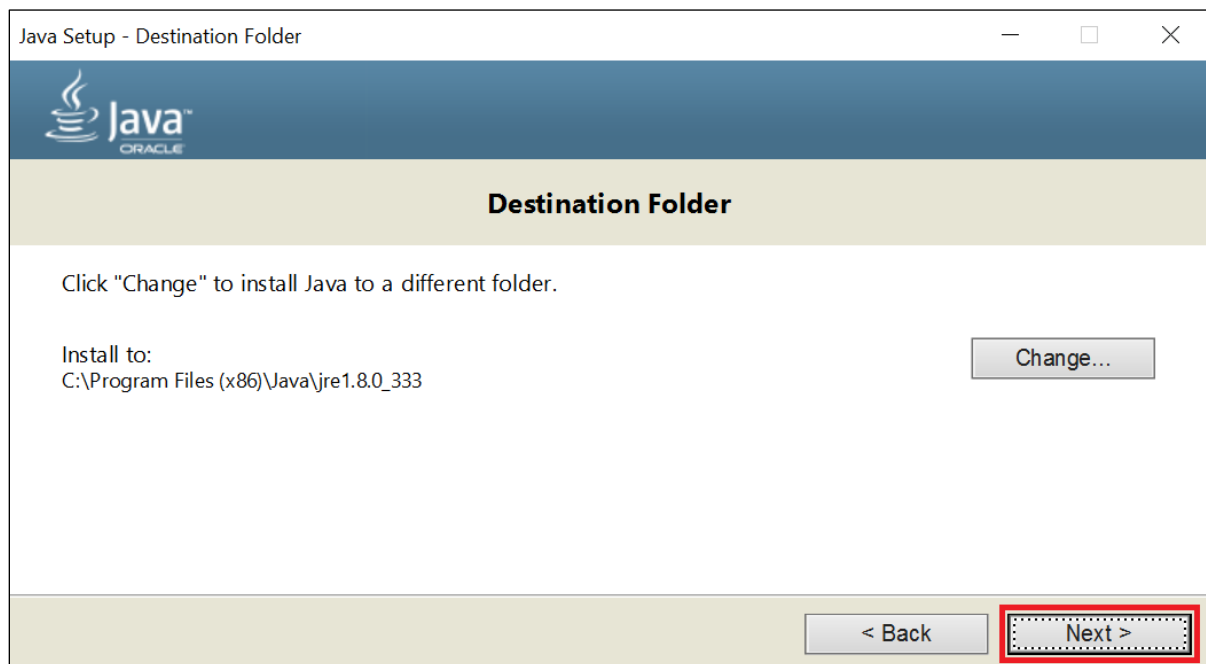 Java Setup - Destination Folder
Java™
ORACLE
Destination Folder
Click "Change" to install Java to a different folder.
Install to:
Change...
C:\Program Files (x86)\Java\jre1.8.0_333
< Back
Next >